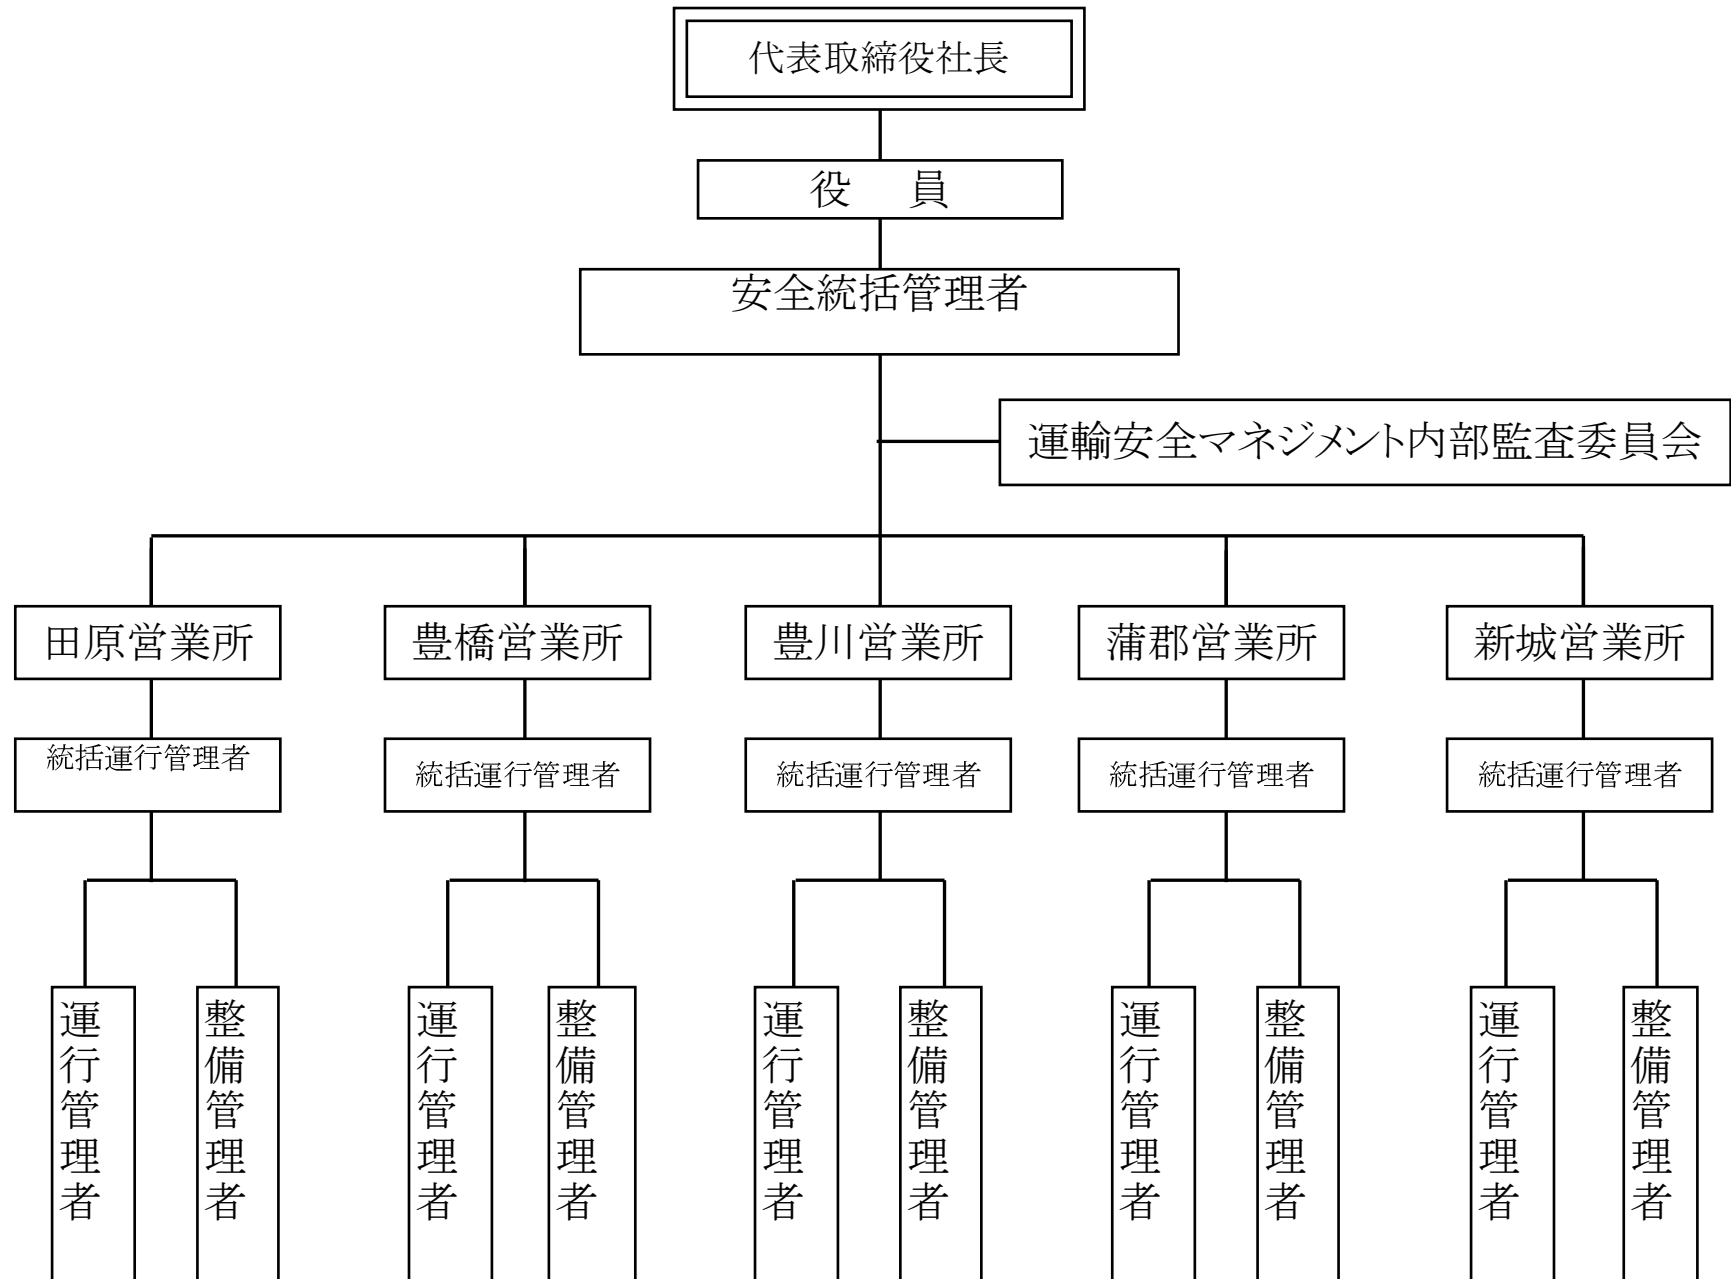 代表取締役社長
役　員
安全統括管理者
運輸安全マネジメント内部監査委員会
田原営業所
豊橋営業所
豊川営業所
蒲郡営業所
新城営業所
統括運行管理者
統括運行管理者
統括運行管理者
統括運行管理者
統括運行管理者
運行管理者
整備管理者
運行管理者
整備管理者
運行管理者
整備管理者
運行管理者
整備管理者
運行管理者
整備管理者